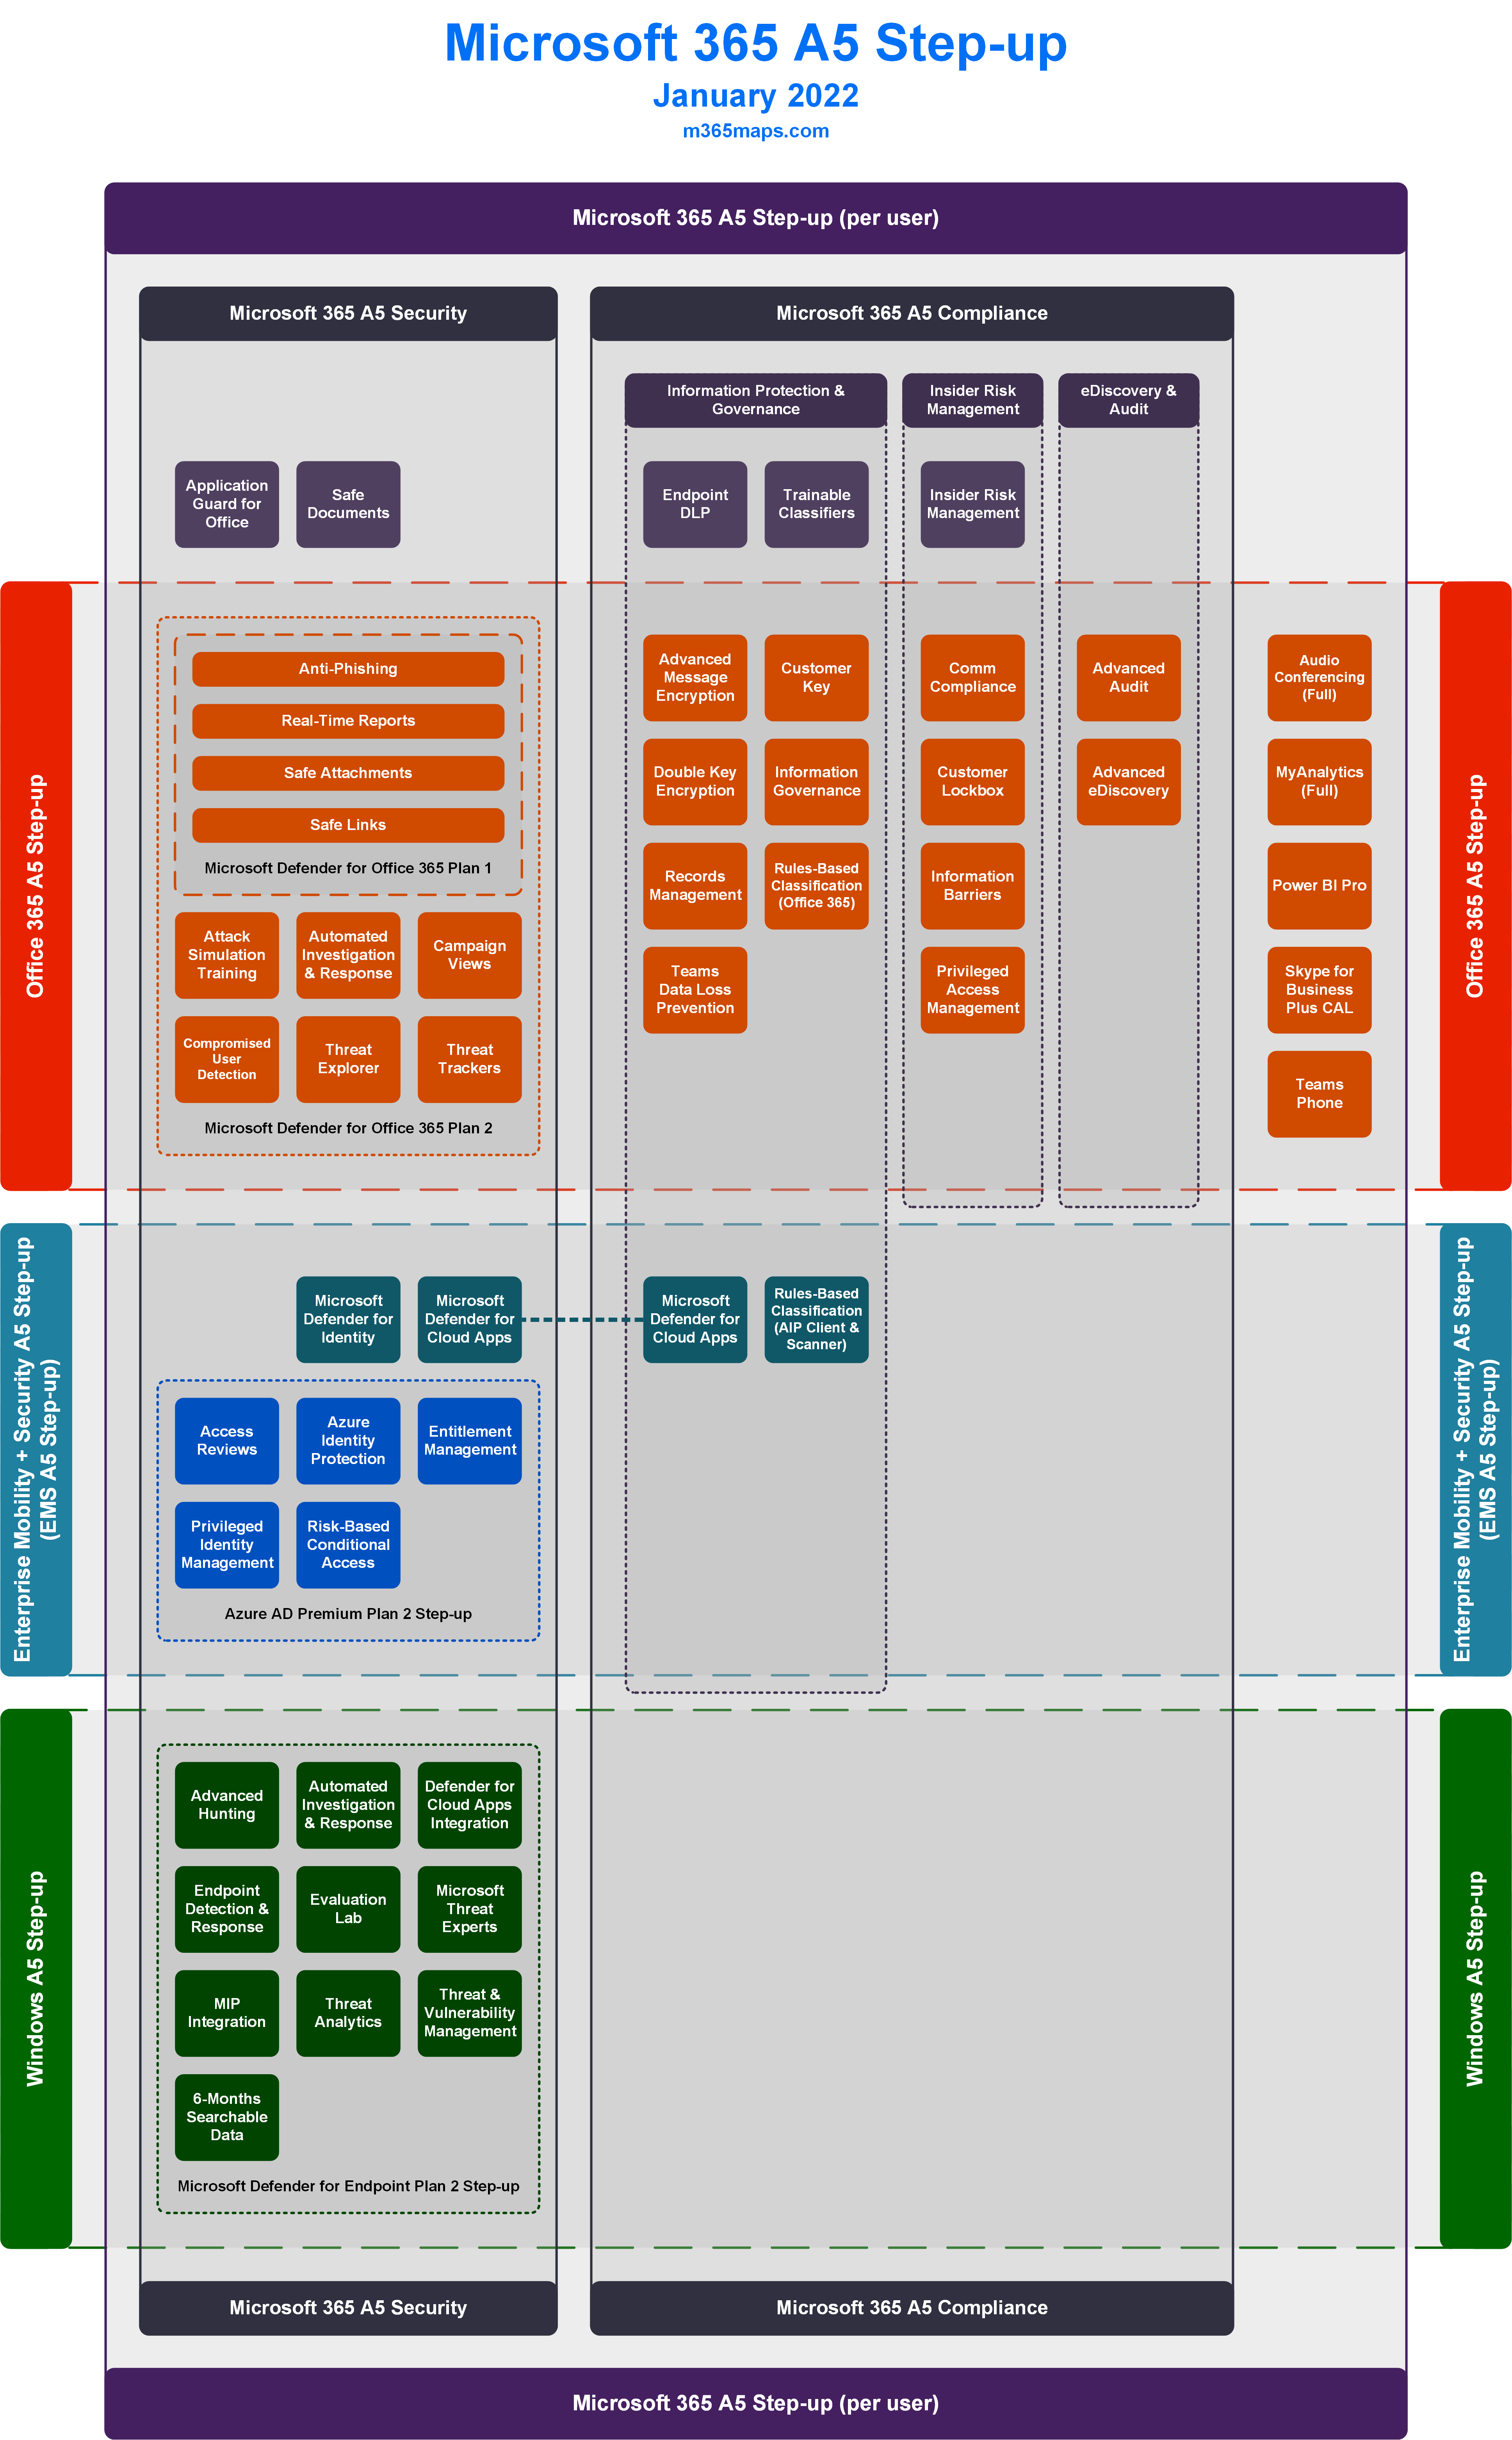 Microsoft 365 A5 Step-up
January 2022
m365maps.com
Microsoft 365 A5 Step-up (per user)
Microsoft 365 A5 Security
Microsoft 365 A5 Compliance
Information Protection &
Governance
Insider Risk
Management
eDiscovery &
Audit
Application
Guard for
Office
Safe
Documents
Endpoint
DLP
Trainable
Classifiers
Insider Risk
Management
Office 365 A5 Step-up
Anti-Phishing
Real-Time Reports
Safe Attachments
Safe Links
Microsoft Defender for Office 365 Plan 1
Attack
Simulation
Training
Automated
Investigation
& Response
Campaign
Views
Compromised
User
Detection
Threat
Explorer
Threat
Trackers
Microsoft Defender for Office 365 Plan 2
Advanced
Message
Encryption
Customer
Key
Double Key
Encryption
Information
Governance
Records
Management
Rules-Based
Classification
(Office 365)
Teams
Data Loss
Prevention
Comm
Compliance
Customer
Lockbox
Information
Barriers
Privileged
Access
Management
Advanced
Audit
Advanced
eDiscovery
Audio
Conferencing
(Full)
MyAnalytics
(Full)
Power BI Pro
Skype for
Business
Plus CAL
Teams
Phone
Office 365 A5 Step-up
Enterprise Mobility + Security A5 Step-up
(EMS A5 Step-up)
Microsoft
Defender for
Identity
Microsoft
Defender for
Cloud Apps
Microsoft
Defender for
Cloud Apps
Rules-Based
Classification
(AIP Client &
Scanner)
Access
Reviews
Azure
Identity
Protection
Entitlement
Management
Privileged
Identity
Management
Risk-Based
Conditional
Access
Azure AD Premium Plan 2 Step-up
Enterprise Mobility + Security A5 Step-up
(EMS A5 Step-up)
Windows A5 Step-up
Advanced
Hunting
Automated
Investigation
& Response
Defender for
Cloud Apps
Integration
Endpoint
Detection &
Response
Evaluation
Lab
Microsoft
Threat
Experts
MIP
Integration
Threat
Analytics
Threat &
Vulnerability
Management
6-Months
Searchable
Data
Microsoft Defender for Endpoint Plan 2 Step-up
Windows A5 Step-up
Microsoft 365 A5 Security
Microsoft 365 A5 Compliance
Microsoft 365 A5 Step-up (per user)